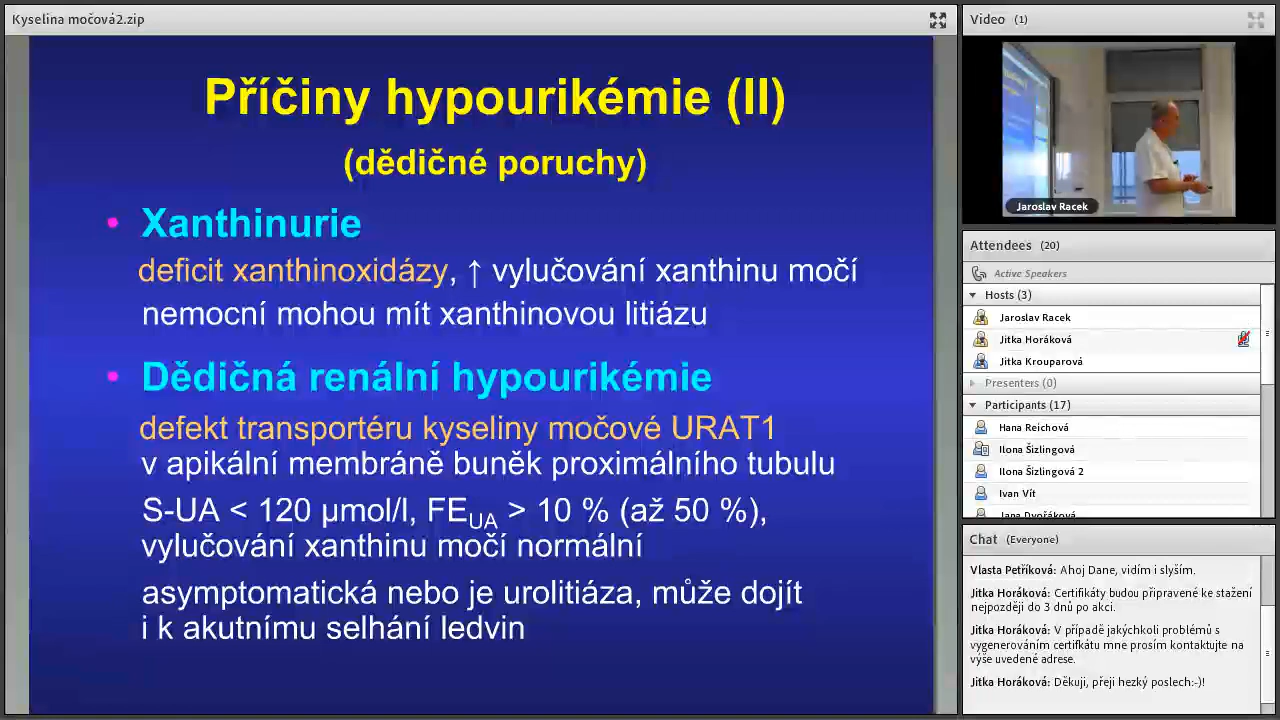 Kyselina močová2.zip
Příčiny hypourikémie (II)
(dědičné poruchy)
• Xanthinurie
deficit xanthinoxidázy, ↑ vylučování xanthinu močí
nemocní mohou mít xanthinovou litiázu
• Dědičná renální hypourikémie
defekt transportéru kyseliny močové URAT1
v apikální membráně buněk proximálního tubulu
S-UA < 120 µmol/l, FEUA > 10 % (až 50 %),
vylučování xanthinu močí normální
asymptomatická nebo je urolitiáza, může dojít
i k akutnímu selhání ledvin
Video (1)
Jaroslav Racek
Attendees (20)
Active Speakers
Hosts (3)
Jaroslav Racek
Jitka Horáková
Jitka Krouparová
Presenters (0)
Participants (17)
Hana Reichová
Ilona Šizlingová
Ilona Šizlingová 2
Ivan Vít
Jana Dvořáková
Chat (Everyone)
Vlasta Petříková: Ahoj Dane, vidím i slyším.
Jitka Horáková: Certifikáty budou připravené ke stažení
nejpozději do 3 dnů po akci.
Jitka Horáková: V případě jakýchkoli problémů s
vygenerováním certifkátu mne prosím kontaktujte na
výše uvedené adrese.
Jitka Horáková: Děkuji, přeji hezký poslech:-)!